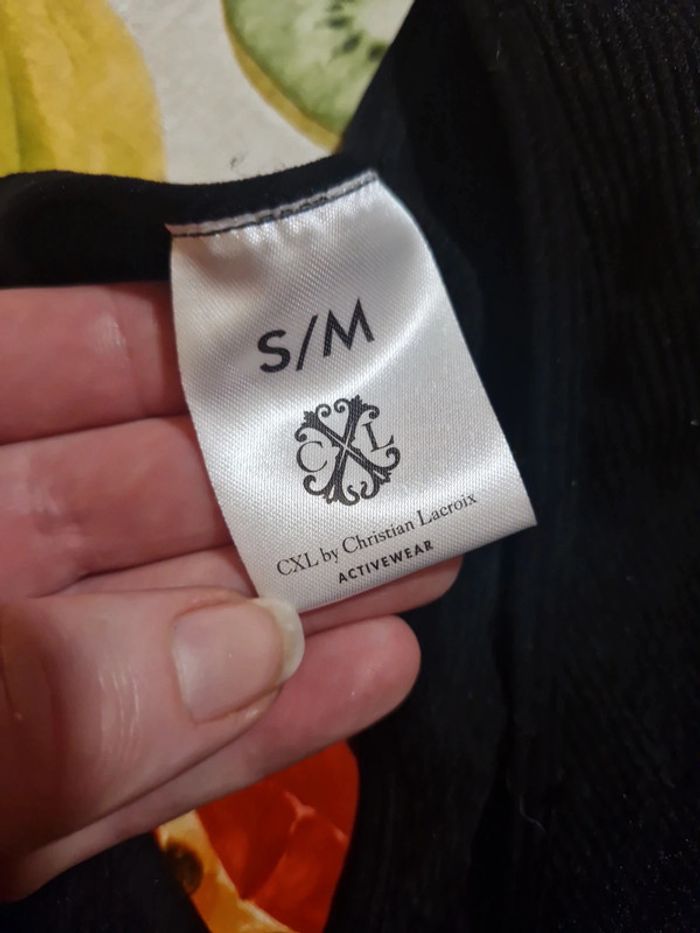 S/M
CXL
CXL by Christian Lacroix
ACTIVEWEAR